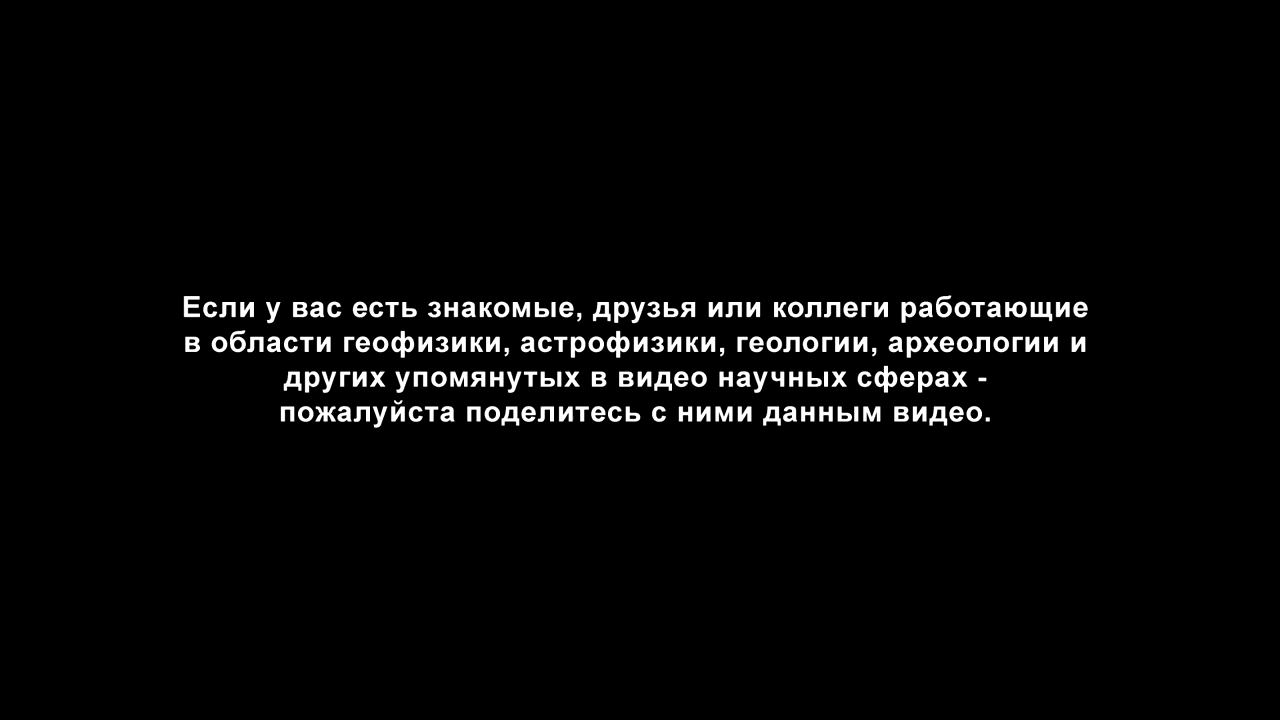 Если у вас есть знакомые, друзья или коллеги работающие
в области геофизики, астрофизики, геологии, археологии и
других упомянутых в видео научных сферах -
пожалуйста поделитесь с ними данным видео.